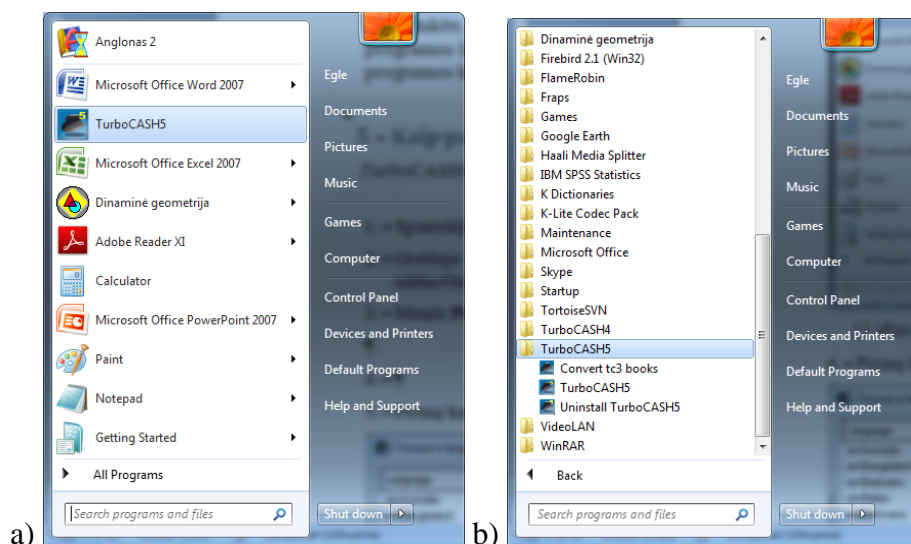 Anglonas 2
Microsoft Office Word 2007
TurboCASH5
Microsoft Office Excel 2007
Dinaminė geometrija
Adobe Reader XI
Calculator
Microsoft Office PowerPoint 2007
Paint
Notepad
Getting Started
All Programs
Search programs and files
Egle
Documents
Pictures
Music
Games
Computer
Control Panel
Devices and Printers
Default Programs
Help and Support
Shut down
a)
Dinaminė geometrija
Firebird 2.1 (Win32)
FlameRobin
Fraps
Games
Google Earth
Haali Media Splitter
IBM SPSS Statistics
K Dictionaries
K-Lite Codec Pack
Maintenance
Microsoft Office
Skype
Startup
TortoiseSVN
TurboCASH4
TurboCASH5
Convert tc3 books
TurboCASH5
Uninstall TurboCASH5
VideoLAN
WinRAR
Back
Search programs and files
Egle
Documents
Pictures
Music
Games
Computer
Control Panel
Devices and Printers
Default Programs
Help and Support
Shut down
b)